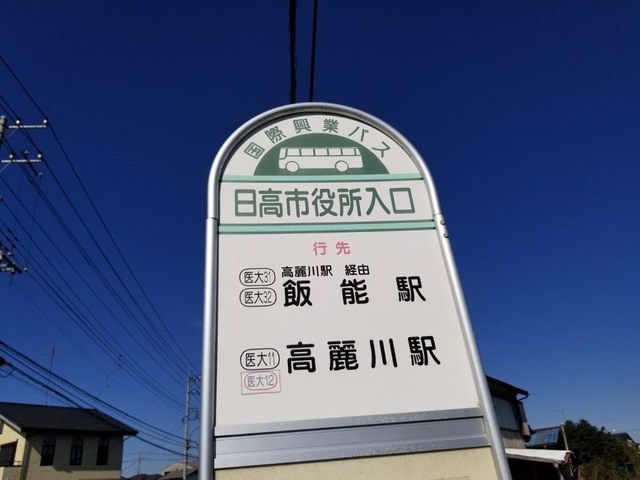 国際興業バス
日高市役所入口
行先
医大31 高麗川駅 経由
医大32 飯能駅
医大11 高麗川駅
医大12